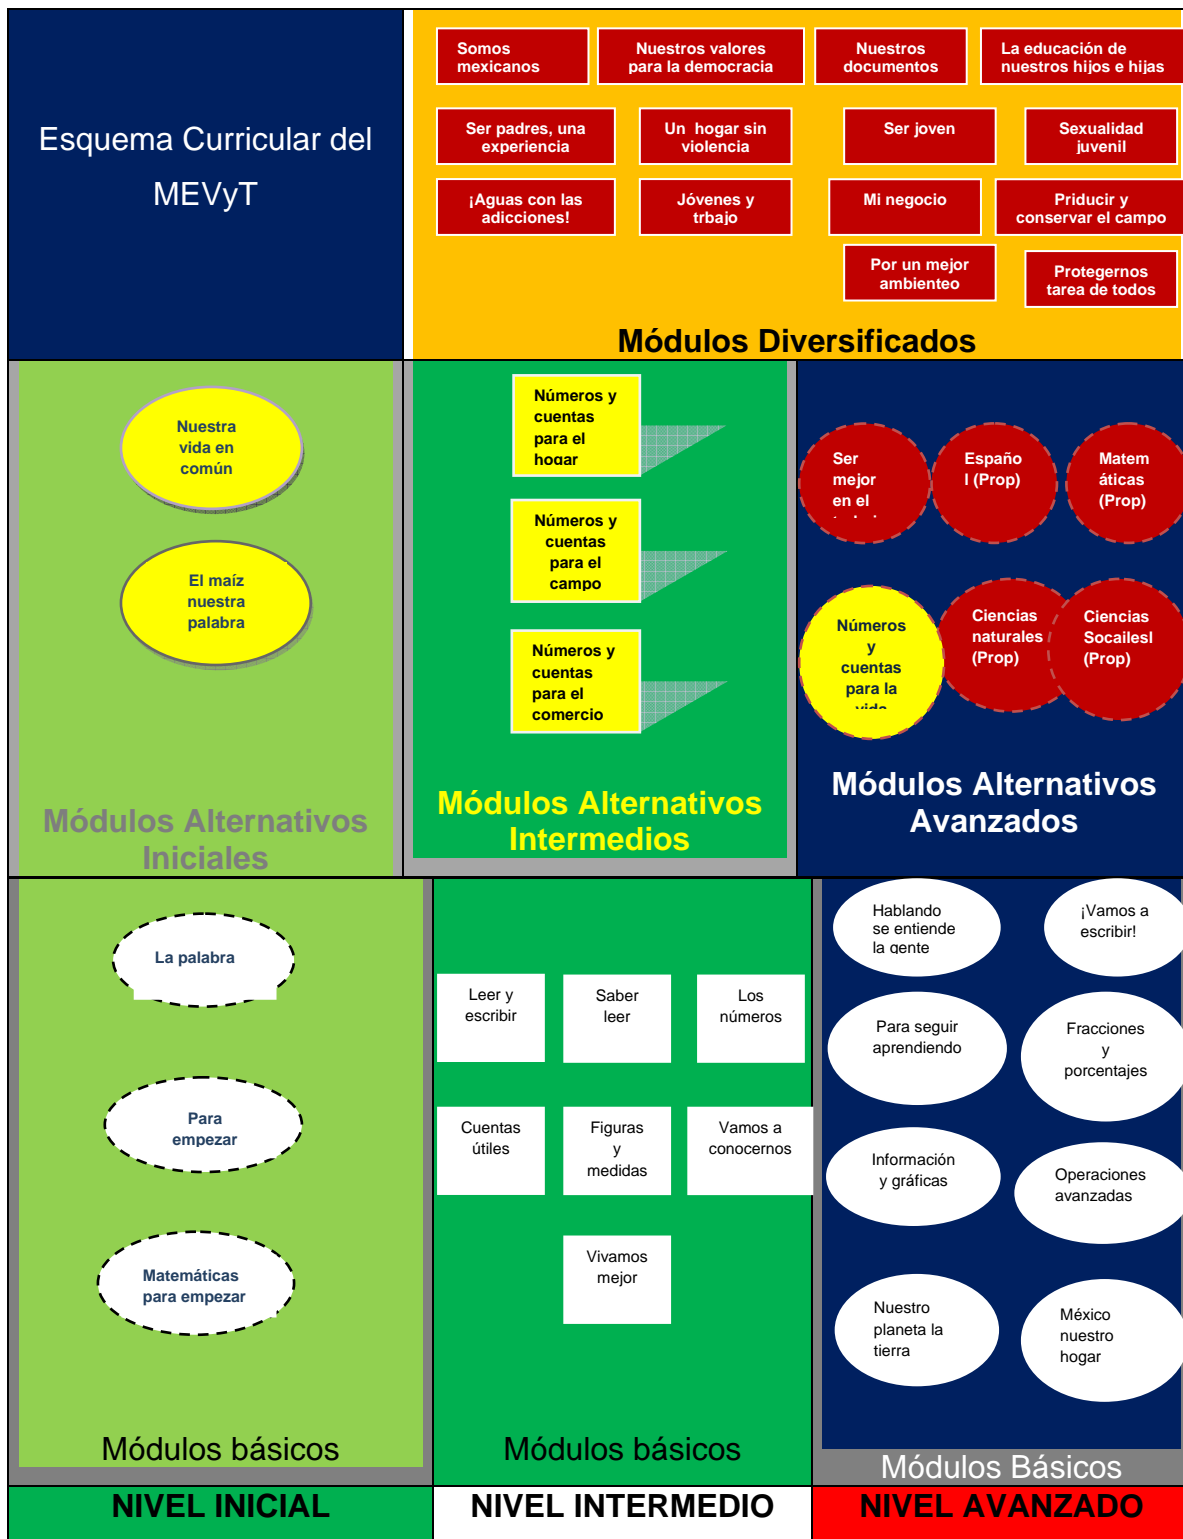 Esquema Curricular del
MEVyT
Somos
mexicanos
Nuestros valores
para la democracia
Nuestros
documentos
La educación de
nuestros hijos e hijas
Ser padres, una
experiencia
Un hogar sin
violencia
Ser joven
Sexualidad
juvenil
¡Aguas con las
adicciones!
Jóvenes y
trbajo
Mi negocio
Priducir y
conservar el campo
Por un mejor
ambienteo
Protegernos
tarea de todos
Módulos Diversificados
Nuestra
vida en
común
El maíz
nuestra
palabra
Módulos Alternativos
Iniciales
Números y
cuentas
para el
hogar
Números y
cuentas
para el
campo
Números y
cuentas
para el
comercio
Módulos Alternativos
Intermedios
Ser
mejor
en el
Españo
l (Prop)
Matem
áticas
(Prop)
Números
y
cuentas
para la
vida
Ciencias
naturales
(Prop)
Ciencias
Socailesl
(Prop)
Módulos Alternativos
Avanzados
La palabra
Para
empezar
Matemáticas
para empezar
Módulos básicos
Leer y
escribir
Saber
leer
Los
números
Cuentas
útiles
Figuras
y
medidas
Vamos a
conocernos
Vivamos
mejor
Módulos básicos
Hablando
se entiende
la gente
¡Vamos a
escribir!
Para seguir
aprendiendo
Fracciones
y
porcentajes
Información
y gráficas
Operaciones
avanzadas
Nuestro
planeta la
tierra
México
nuestro
hogar
Módulos Básicos
NIVEL INICIAL
NIVEL INTERMEDIO
NIVEL AVANZADO